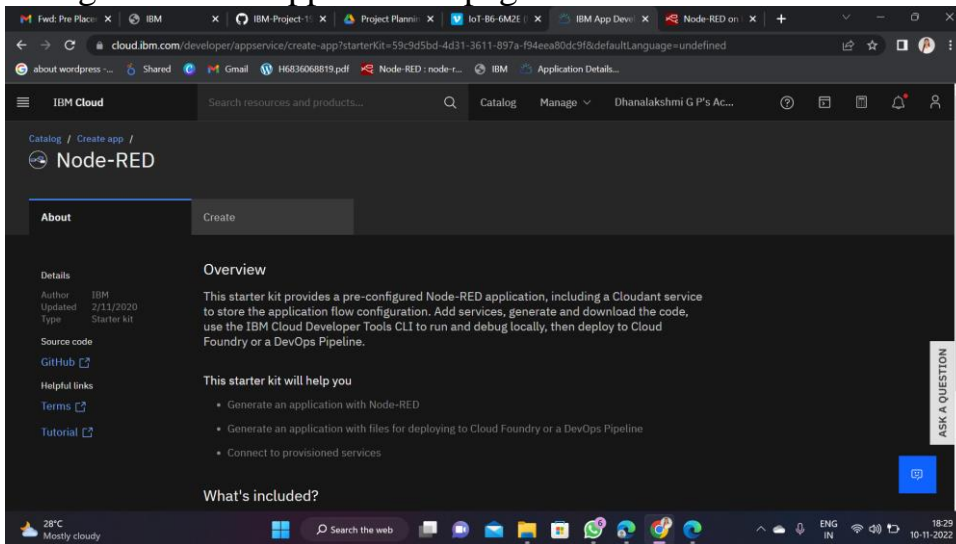 Fwd: Pre Place
IBM
IBM-Project-1
Project Plannin
IoT-B6-6M2E (
IBM App Devel
Node-RED on
cloud.ibm.com/developer/appservice/create-app?starterKit=59c9d5bd-4d31-3611-897a-f94eea80dc9f&defaultLanguage=undefined
about wordpress -...
Shared
Gmail
H6836068819.pdf
Node-RED : node-r...
IBM
Application Details...
IBM Cloud
Search resources and products...
Catalog
Manage
Dhanalakshmi G P's Ac...
Catalog / Create app /
Node-RED
About
Create
Details
Author IBM
Updated 2/11/2020
Type Starter kit
Source code
GitHub
Helpful links
Terms
Tutorial
Overview
This starter kit provides a pre-configured Node-RED application, including a Cloudant service
to store the application flow configuration. Add services, generate and download the code,
use the IBM Cloud Developer Tools CLI to run and debug locally, then deploy to Cloud
Foundry or a DevOps Pipeline.
This starter kit will help you
• Generate an application with Node-RED
• Generate an application with files for deploying to Cloud Foundry or a DevOps Pipeline
• Connect to provisioned services
What's included?
ASK A QUESTION
28°C
Mostly cloudy
Search the web
ENG
IN
18:29
10-11-2022